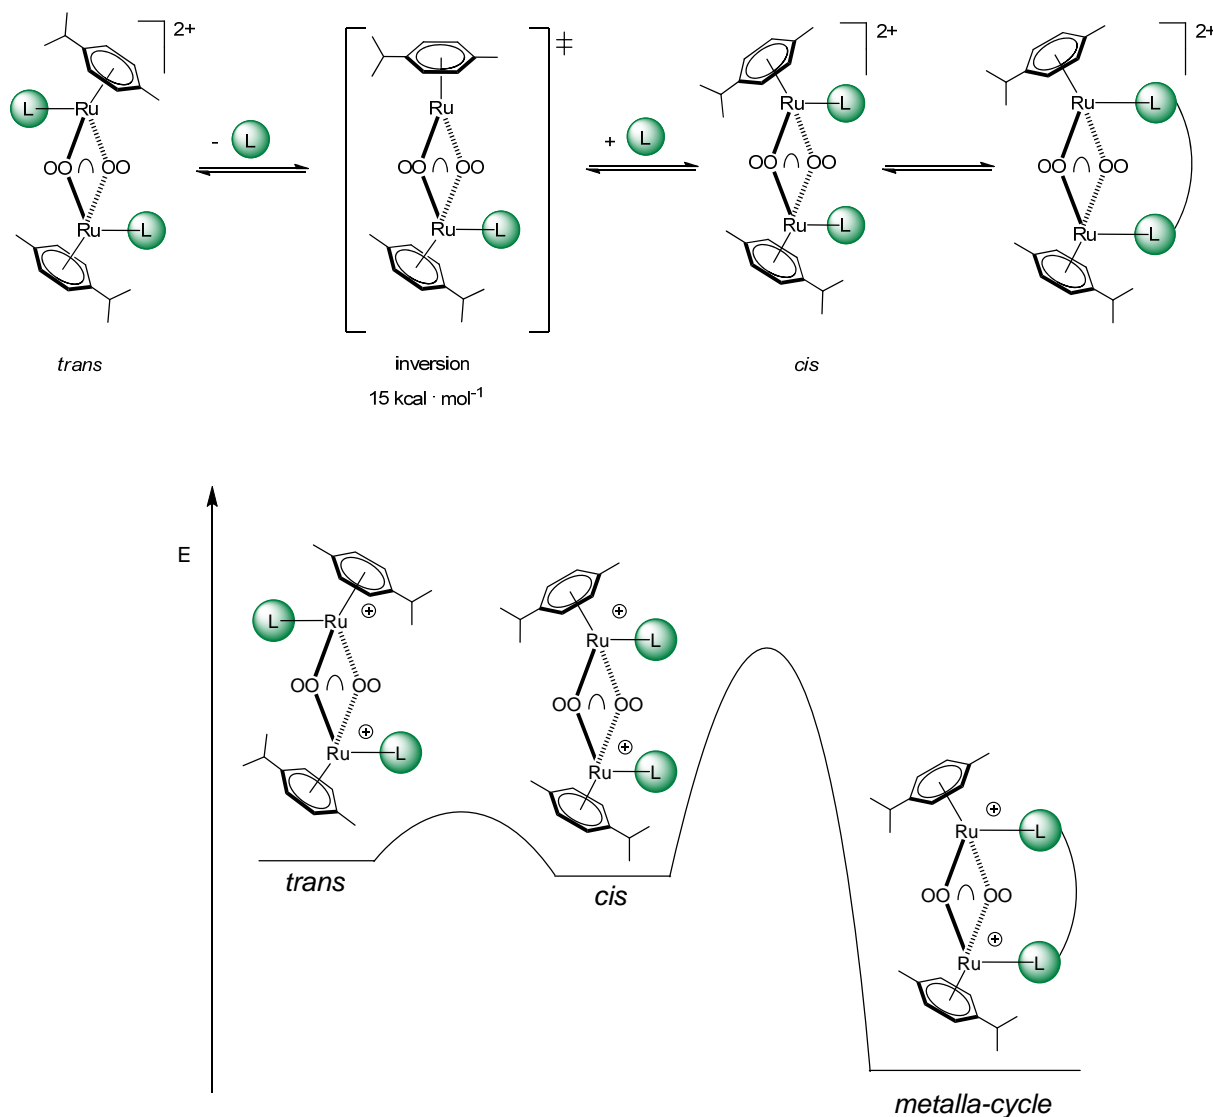 2+
L
Ru
OO
OO
Ru
L
trans
- L
Ru
OO
OO
Ru
L
‡
inversion
15 kcal · mol-1
+ L
2+
Ru
L
OO
OO
Ru
L
cis
2+
Ru
L
OO
OO
Ru
L
E
L
Ru
+
OO
OO
+
Ru
L
trans
+
Ru
L
OO
OO
+
Ru
L
cis
+
Ru
L
OO
OO
+
Ru
L
metalla-cycle